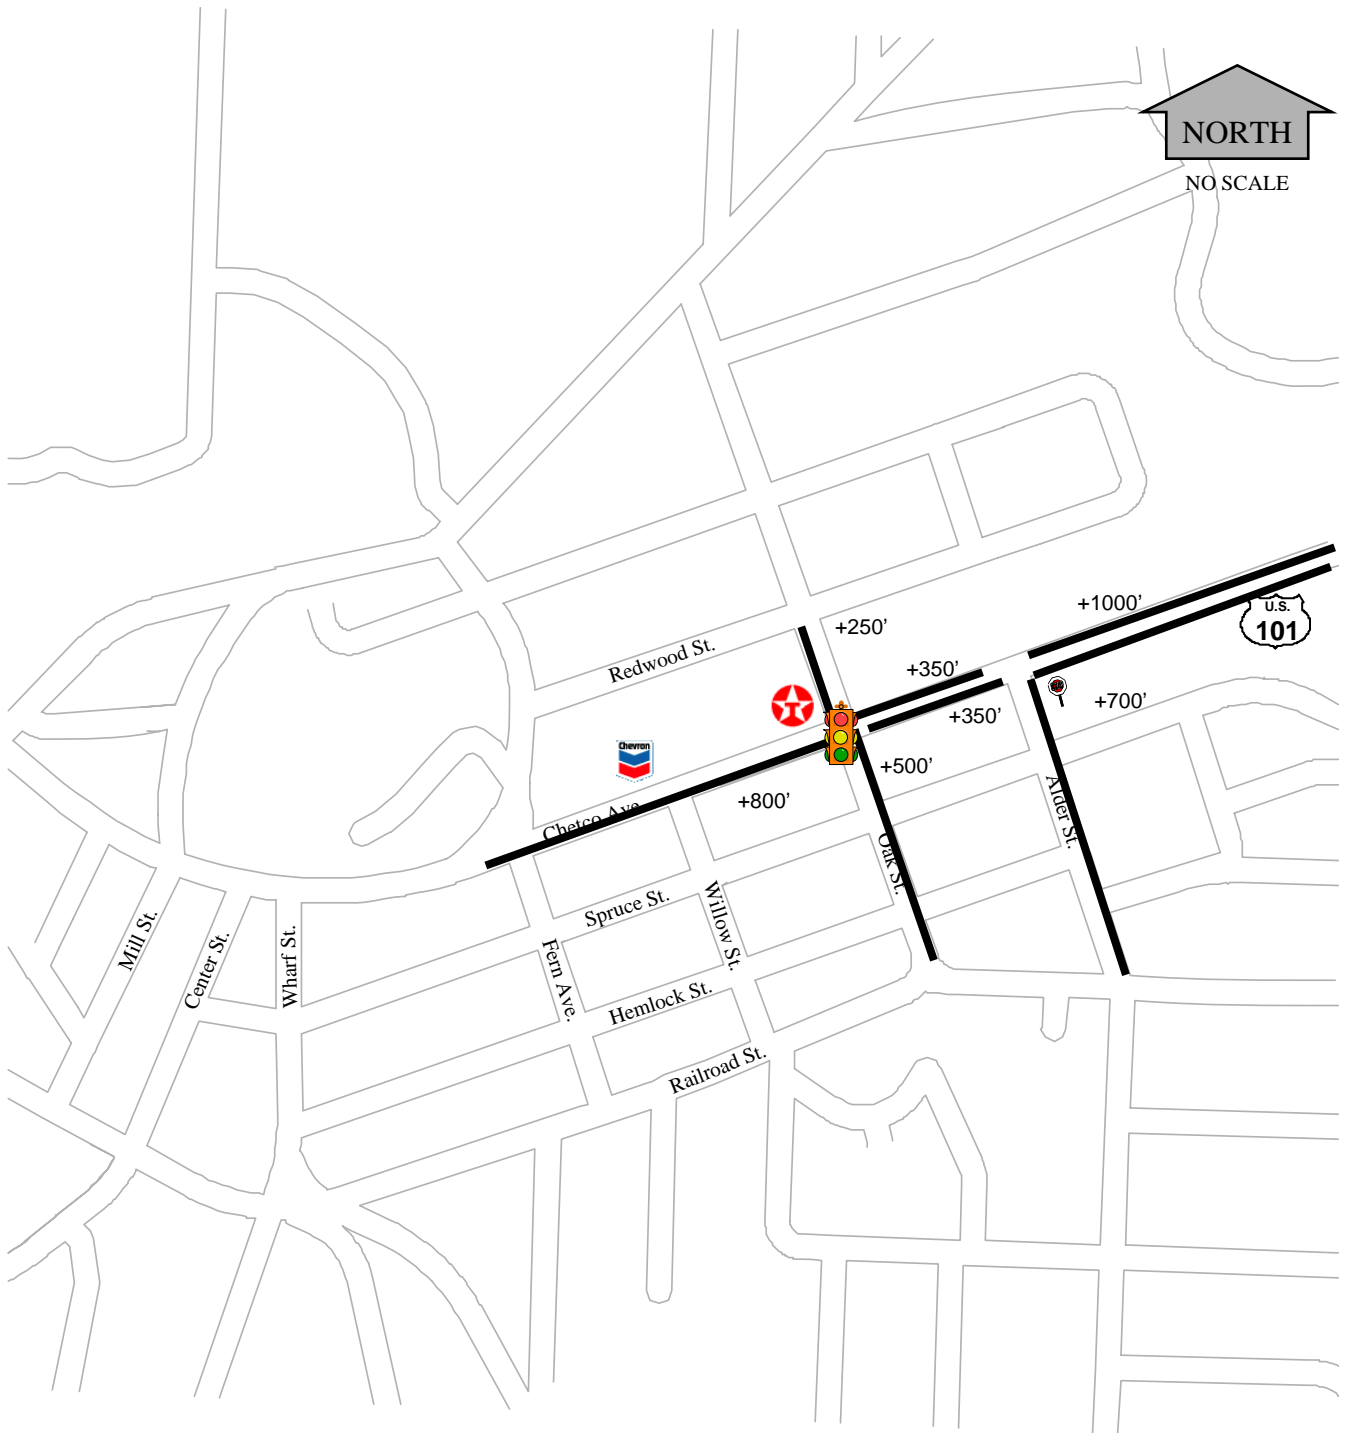 NORTH
NO SCALE
+1000’
U.S.
101
+250’
Redwood St.
+350’
+350’
+700’
Chevron
+500’
+800’
Chetco Ave.
Alder St.
Oak St.
Spruce St.
Willow St.
Mill St.
Center St.
Wharf St.
Fern Ave.
Hemlock St.
Railroad St.